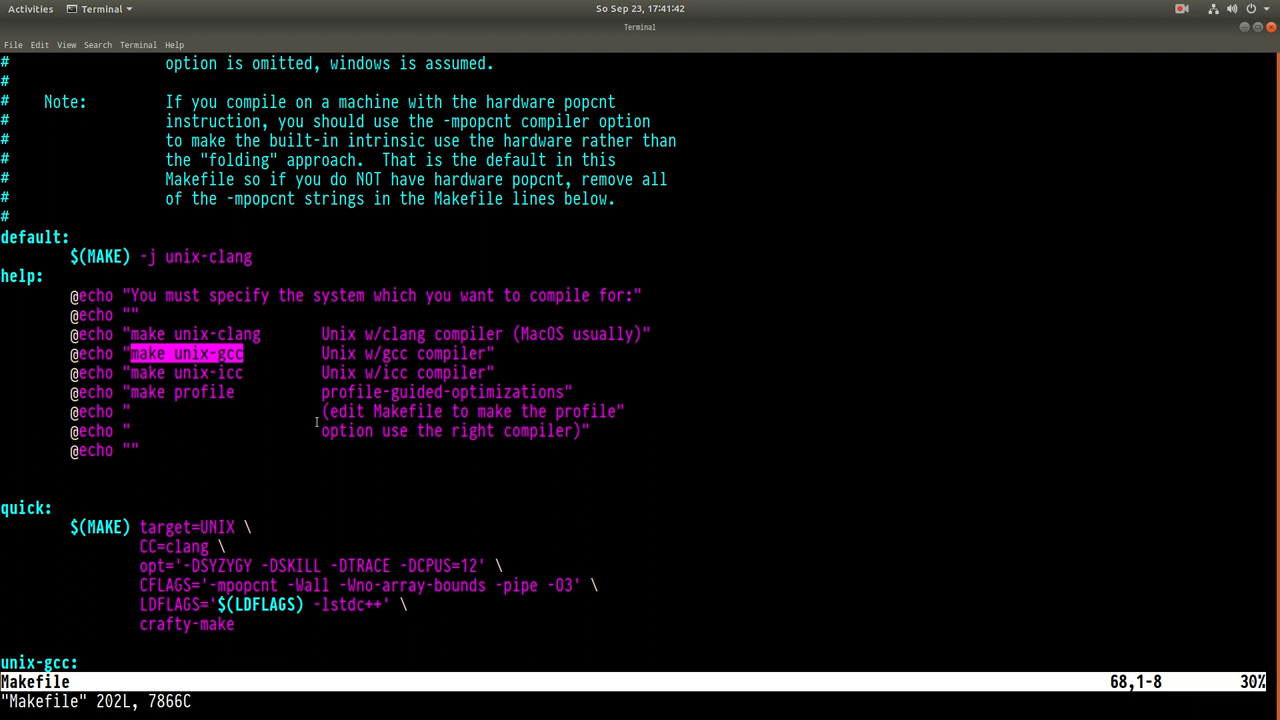 Activities Terminal So Sep 23, 17:41:42
Terminal
File Edit View Search Terminal Help
# option is omitted, windows is assumed.
#
# Note: If you compile on a machine with the hardware popcnt
# instruction, you should use the -mpopcnt compiler option
# to make the built-in intrinsic use the hardware rather than
# the "folding" approach.  That is the default in this
# Makefile so if you do NOT have hardware popcnt, remove all
# of the -mpopcnt strings in the Makefile lines below.
#
default:
$(MAKE) -j unix-clang
help:
@echo "You must specify the system which you want to compile for:"
@echo ""
@echo "make unix-clang       Unix w/clang compiler (MacOS usually)"
@echo "make unix-gcc         Unix w/gcc compiler"
@echo "make unix-icc         Unix w/icc compiler"
@echo "make profile          profile-guided-optimizations"
@echo "                      (edit Makefile to make the profile"
@echo "                      option use the right compiler)"
@echo ""
quick:
$(MAKE) target=UNIX \
CC=clang \
opt='-DSYZYGY -DSKILL -DTRACE -DCPUS=12' \
CFLAGS='-mpopcnt -Wall -Wno-array-bounds -pipe -O3' \
LDFLAGS='$(LDFLAGS) -lstdc++' \
crafty-make
unix-gcc:
Makefile 68,1-8 30%
"Makefile" 202L, 7866C